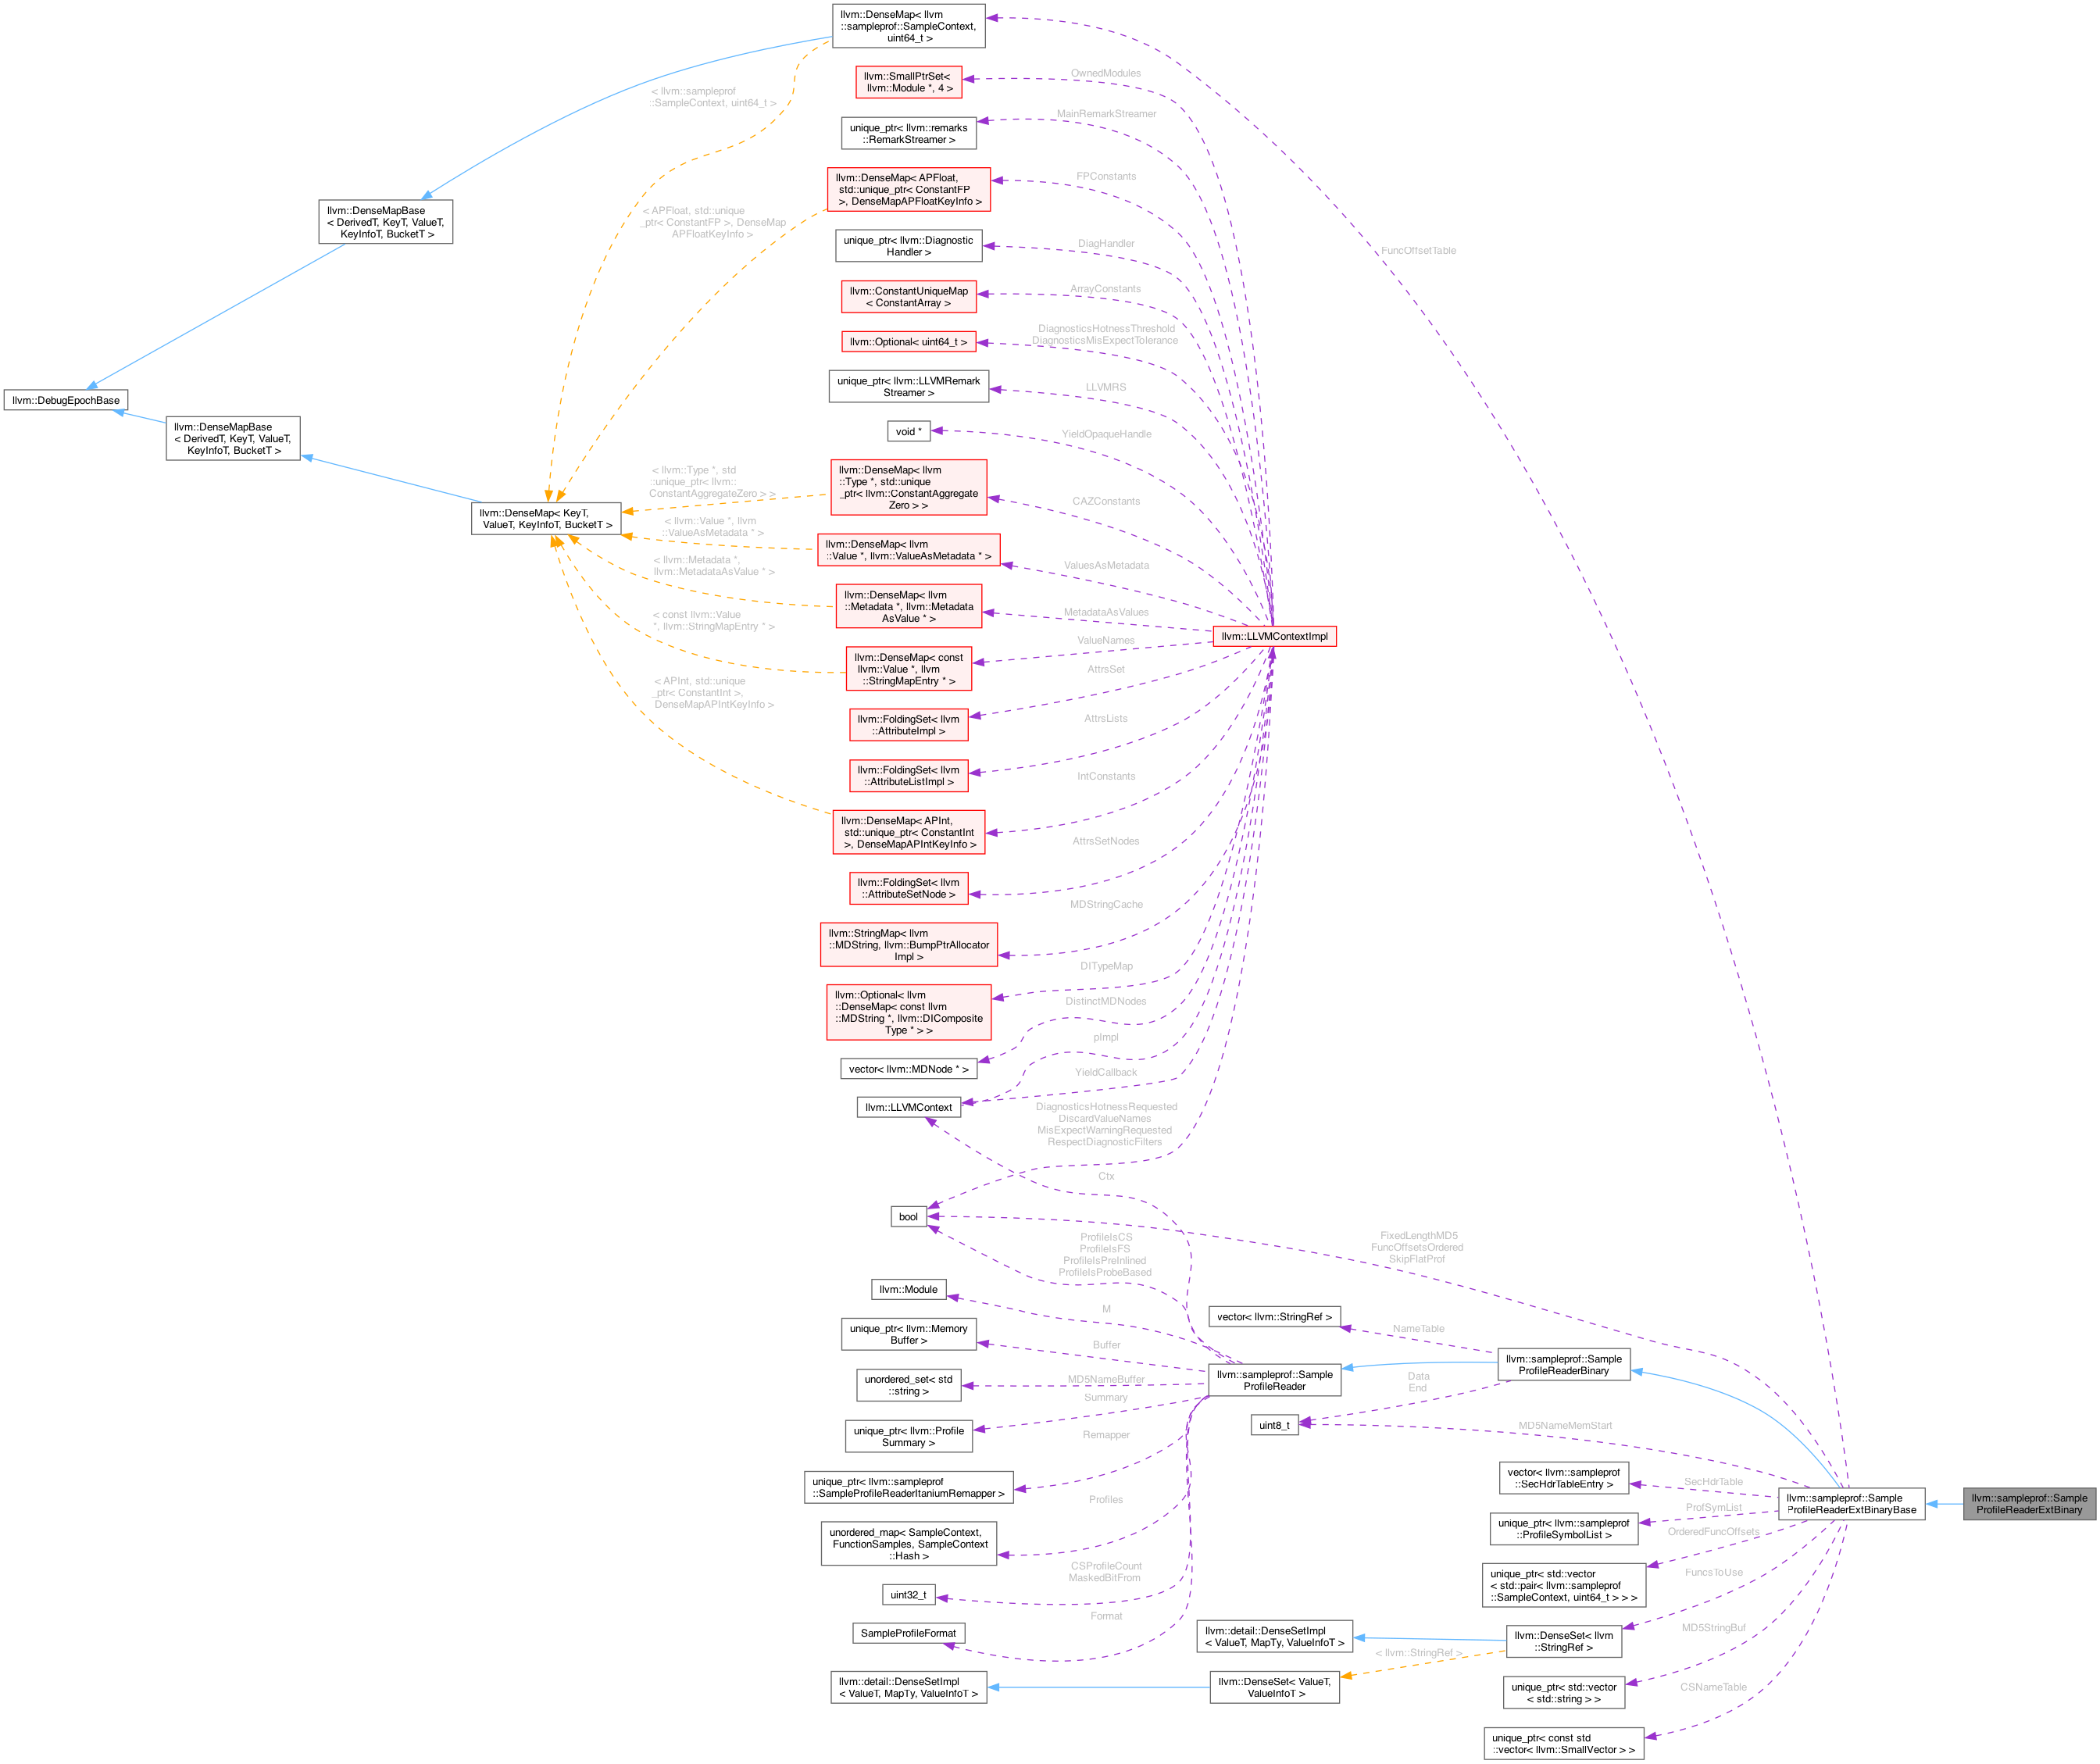 llvm::DenseMap< llvm
::sampleprof::SampleContext,
uint64_t >
llvm::SmallPtrSet<
llvm::Module *, 4 >
OwnedModules
< llvm::sampleprof
::SampleContext, uint64_t >
unique_ptr< llvm::remarks
::RemarkStreamer >
MainRemarkStreamer
llvm::DenseMap< APFloat,
std::unique_ptr< ConstantFP
>, DenseMapAPFloatKeyInfo >
FPConstants
llvm::DenseMapBase
< DerivedT, KeyT, ValueT,
KeyInfoT, BucketT >
< APFloat, std::unique
_ptr< ConstantFP >, DenseMap
APFloatKeyInfo >
unique_ptr< llvm::Diagnostic
Handler >
DiagHandler
FuncOffsetTable
llvm::ConstantUniqueMap
< ConstantArray >
ArrayConstants
llvm::Optional< uint64_t >
DiagnosticsHotnessThreshold
DiagnosticsMisExpectTolerance
unique_ptr< llvm::LLVMRemark
Streamer >
LLVMRS
llvm::DebugEpochBase
void *
YieldOpaqueHandle
llvm::DenseMapBase
< DerivedT, KeyT, ValueT,
KeyInfoT, BucketT >
< llvm::Type *, std
::unique_ptr< llvm::
ConstantAggregateZero > >
llvm::DenseMap< llvm
::Type *, std::unique
_ptr< llvm::ConstantAggregate
Zero > >
CAZConstants
llvm::DenseMap< KeyT,
ValueT, KeyInfoT, BucketT >
< llvm::Value *, llvm
::ValueAsMetadata * >
llvm::DenseMap< llvm
::Value *, llvm::ValueAsMetadata * >
ValuesAsMetadata
< llvm::Metadata *,
llvm::MetadataAsValue * >
llvm::DenseMap< llvm
::Metadata *, llvm::Metadata
AsValue * >
MetadataAsValues
< const llvm::Value
*, llvm::StringMapEntry * >
llvm::LLVMContextImpl
ValueNames
llvm::DenseMap< const
llvm::Value *, llvm
::StringMapEntry * >
AttrsSet
< APInt, std::unique
_ptr< ConstantInt >,
DenseMapAPIntKeyInfo >
llvm::FoldingSet< llvm
::AttributeImpl >
AttrsLists
llvm::FoldingSet< llvm
::AttributeListImpl >
IntConstants
llvm::DenseMap< APInt,
std::unique_ptr< ConstantInt
>, DenseMapAPIntKeyInfo >
AttrsSetNodes
llvm::FoldingSet< llvm
::AttributeSetNode >
MDStringCache
llvm::StringMap< llvm
::MDString, llvm::BumpPtrAllocator
Impl >
DITypeMap
llvm::Optional< llvm
::DenseMap< const llvm
::MDString *, llvm::DIComposite
Type * > >
DistinctMDNodes
pImpl
vector< llvm::MDNode * >
YieldCallback
llvm::LLVMContext
DiagnosticsHotnessRequested
DiscardValueNames
MisExpectWarningRequested
RespectDiagnosticFilters
Ctx
bool
ProfileIsCS
ProfileIsFS
ProfileIsPreInlined
ProfileIsProbeBased
FixedLengthMD5
FuncOffsetsOrdered
SkipFlatProf
llvm::Module
M
vector< llvm::StringRef >
NameTable
unique_ptr< llvm::Memory
Buffer >
Buffer
llvm::sampleprof::Sample
ProfileReaderBinary
unordered_set< std
::string >
MD5NameBuffer
llvm::sampleprof::Sample
ProfileReader
Data
End
Summary
unique_ptr< llvm::Profile
Summary >
Remapper
uint8_t
MD5NameMemStart
unique_ptr< llvm::sampleprof
::SampleProfileReaderItaniumRemapper >
Profiles
vector< llvm::sampleprof
::SecHdrTableEntry >
SecHdrTable
llvm::sampleprof::Sample
ProfileReaderExtBinaryBase
llvm::sampleprof::Sample
ProfileReaderExtBinary
unordered_map< SampleContext,
FunctionSamples, SampleContext
::Hash >
unique_ptr< llvm::sampleprof
::ProfileSymbolList >
ProfSymList
OrderedFuncOffsets
CSProfileCount
MaskedBitFrom
uint32_t
unique_ptr< std::vector
< std::pair< llvm::sampleprof
::SampleContext, uint64_t > > >
FuncsToUse
Format
SampleProfileFormat
llvm::detail::DenseSetImpl
< ValueT, MapTy, ValueInfoT >
llvm::DenseSet< llvm
::StringRef >
MD5StringBuf
< llvm::StringRef >
llvm::detail::DenseSetImpl
< ValueT, MapTy, ValueInfoT >
llvm::DenseSet< ValueT,
ValueInfoT >
unique_ptr< std::vector
< std::string > >
CSNameTable
unique_ptr< const std
::vector< llvm::SmallVector > >